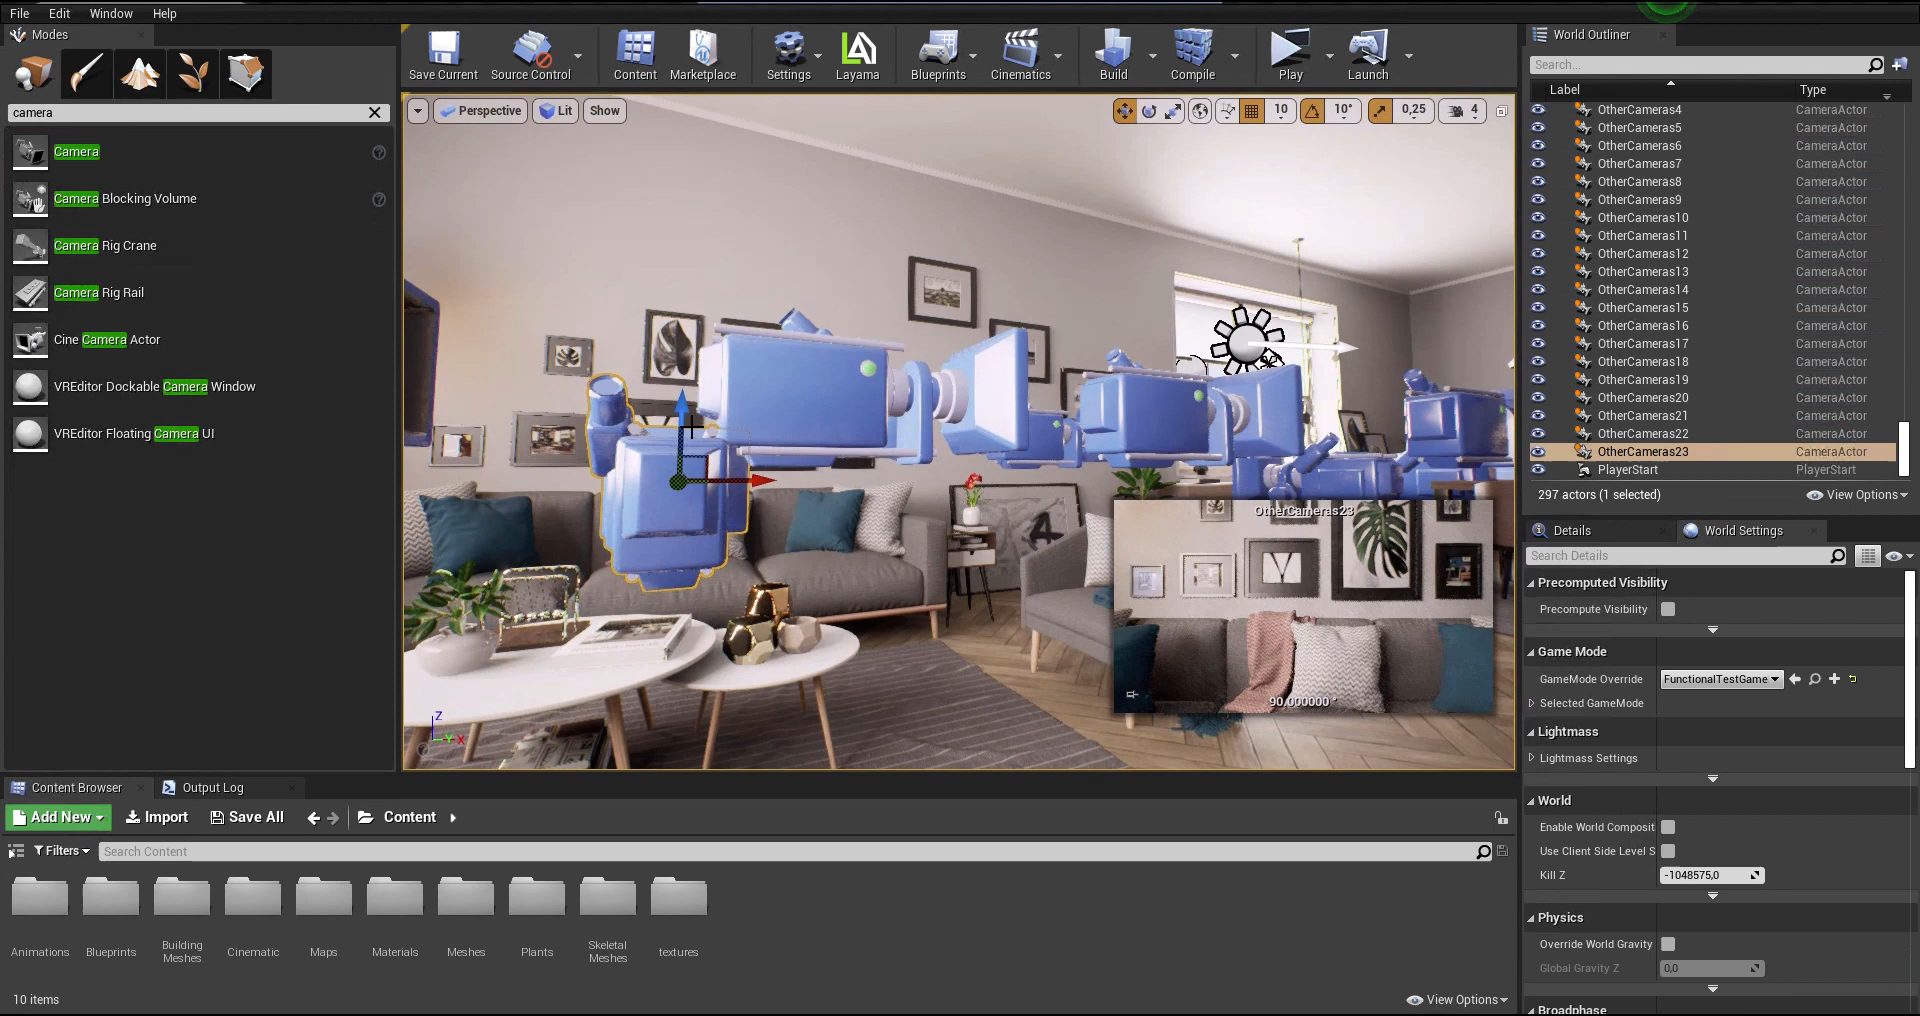 File Edit Window Help
Modes
camera
Camera
Camera Blocking Volume
Camera Rig Crane
Camera Rig Rail
Cine Camera Actor
VREditor Dockable Camera Window
VREditor Floating Camera UI
Save Current Source Control Content Marketplace Settings Layama Blueprints Cinematics Build Compile Play Launch
Perspective Lit Show 10 10° 0,25 4
OtherCameras23
90.000000 °
Z
Y X
World Outliner
Search...
Label Type
OtherCameras4 CameraActor
OtherCameras5 CameraActor
OtherCameras6 CameraActor
OtherCameras7 CameraActor
OtherCameras8 CameraActor
OtherCameras9 CameraActor
OtherCameras10 CameraActor
OtherCameras11 CameraActor
OtherCameras12 CameraActor
OtherCameras13 CameraActor
OtherCameras14 CameraActor
OtherCameras15 CameraActor
OtherCameras16 CameraActor
OtherCameras17 CameraActor
OtherCameras18 CameraActor
OtherCameras19 CameraActor
OtherCameras20 CameraActor
OtherCameras21 CameraActor
OtherCameras22 CameraActor
OtherCameras23 CameraActor
PlayerStart PlayerStart
297 actors (1 selected) View Options
Details World Settings
Search Details
Precomputed Visibility
Precompute Visibility
Game Mode
GameMode Override FunctionalTestGame
Selected GameMode
Lightmass
Lightmass Settings
World
Enable World Composit
Use Client Side Level S
Kill Z -1048575,0
Physics
Override World Gravity
Global Gravity Z 0,0
Broadphase
Content Browser Output Log
Add New Import Save All Content
Filters Search Content
Animations Blueprints Building Meshes Cinematic Maps Materials Meshes Plants Skeletal Meshes textures
10 items View Options